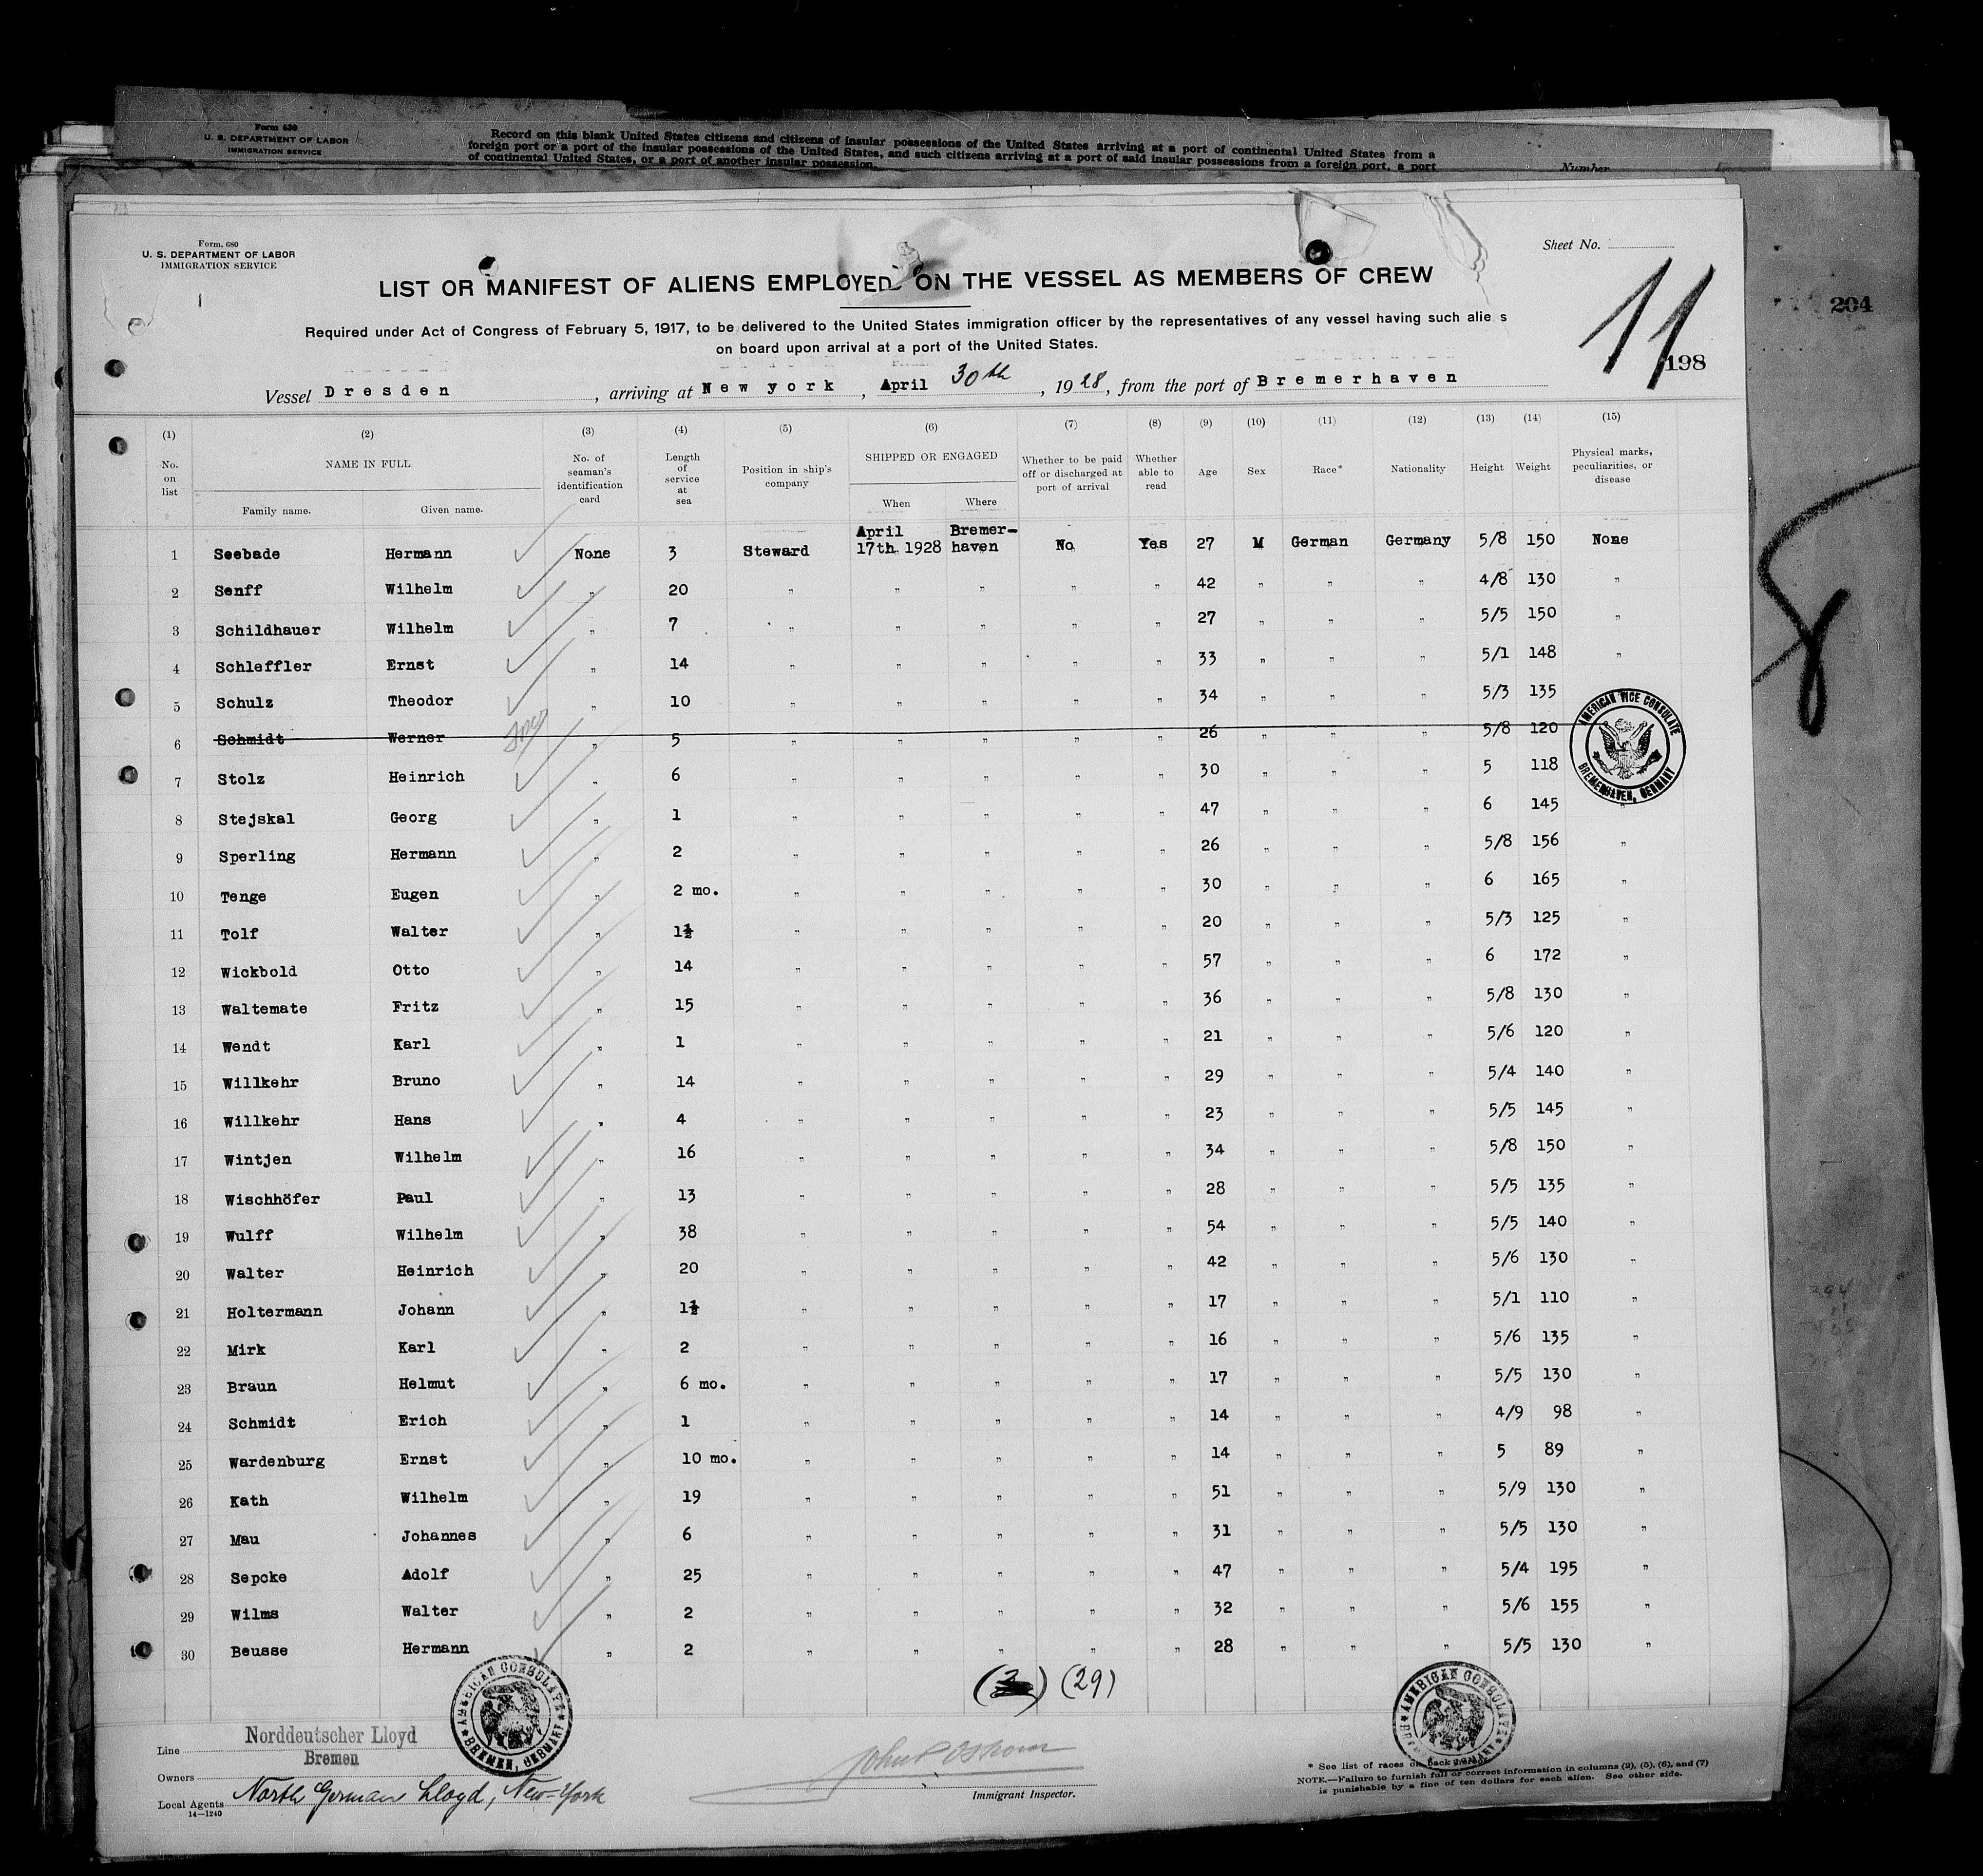 Form 630
U. S. DEPARTMENT OF LABOR
IMMIGRATION SERVICE
Record on this blank United States citizens and citizens of insular possessions of the United States arriving at a port of continental United States from a
foreign port or a port of the insular possessions of the United States, and such citizens arriving at a port of said insular possessions from a foreign port, a port
of continental United States, or a port of another insular possession.
Number
Form. 680
U. S. DEPARTMENT OF LABOR
IMMIGRATION SERVICE
Sheet No.
11
204
198
LIST OR MANIFEST OF ALIENS EMPLOYED ON THE VESSEL AS MEMBERS OF CREW
Required under Act of Congress of February 5, 1917, to be delivered to the United States immigration officer by the representatives of any vessel having such alie s
on board upon arrival at a port of the United States.
Vessel Dresden, arriving at New york, April 30th, 1928, from the port of Bremerhaven
(1) (2) (3) (4) (5) (6) (7) (8) (9) (10) (11) (12) (13) (14) (15)
No. on list NAME IN FULL Family name. Given name. No. of seaman's identification card Length of service at sea Position in ship's company SHIPPED OR ENGAGED When Where Whether to be paid off or discharged at port of arrival Whether able to read Age Sex Race* Nationality Height Weight Physical marks, peculiarities, or disease
1 Seebade Hermann None 3 Steward April 17th 1928 Bremer-haven No Yes 27 M German Germany 5/8 150 None
2 Senff Wilhelm " 20 " " " " " 42 " " " 4/8 130 "
3 Schildhauer Wilhelm " 7 " " " " " 27 " " " 5/5 150 "
4 Schleffler Ernst " 14 " " " " " 33 " " " 5/1 148 "
5 Schulz Theodor " 10 " " " " " 34 " " " 5/3 135
6 Schmidt Werner " 5 " " " " " 26 " " " 5/8 120
7 Stolz Heinrich " 6 " " " " " 30 " " " 5 118
8 Stejskal Georg " 1 " " " " " 47 " " " 6 145 "
9 Sperling Hermann " 2 " " " " " 26 " " " 5/8 156 "
10 Tenge Eugen " 2 mo. " " " " " 30 " " " 6 165 "
11 Tolf Walter " 1½ " " " " " 20 " " " 5/3 125 "
12 Wickbold Otto " 14 " " " " " 57 " " " 6 172 "
13 Waltemate Fritz " 15 " " " " " 36 " " " 5/8 130 "
14 Wendt Karl " 1 " " " " " 21 " " " 5/6 120 "
15 Willkehr Bruno " 14 " " " " " 29 " " " 5/4 140 "
16 Willkehr Hans " 4 " " " " " 23 " " " 5/5 145 "
17 Wintjen Wilhelm " 16 " " " " " 34 " " " 5/8 150 "
18 Wischhöfer Paul " 13 " " " " " 28 " " " 5/5 135 "
19 Wulff Wilhelm " 38 " " " " " 54 " " " 5/5 140 "
20 Walter Heinrich " 20 " " " " " 42 " " " 5/6 130 "
21 Holtermann Johann " 1½ " " " " " 17 " " " 5/1 110 "
22 Mirk Karl " 2 " " " " " 16 " " " 5/6 135 "
23 Braun Helmut " 6 mo. " " " " " 17 " " " 5/5 130 "
24 Schmidt Erich " 1 " " " " " 14 " " " 4/9 98 "
25 Wardenburg Ernst " 10 mo. " " " " " 14 " " " 5 89 "
26 Kath Wilhelm " 19 " " " " " 51 " " " 5/9 130 "
27 Mau Johannes " 6 " " " " " 31 " " " 5/5 130 "
28 Sepcke Adolf " 25 " " " " " 47 " " " 5/4 195 "
29 Wilms Walter " 2 " " " " " 32 " " " 5/6 155 "
30 Beusse Hermann " 2 " " " " " 28 " " " 5/5 130 "
AMERICAN VICE CONSULATE BREMERHAVEN, GERMANY
8
(29)
AMERICAN CONSULATE BREMEN, GERMANY
AMERICAN CONSULATE BREMEN, GERMANY
Line Norddeutscher Lloyd
Bremen
Owners
Local Agents North German Lloyd, New-York
14—1240
John P Osborn
Immigrant Inspector.
* See list of races on back hereof.
NOTE.—Failure to furnish full or correct information in columns (2), (5), (6), and (7)
is punishable by a fine of ten dollars for each alien. See other side.